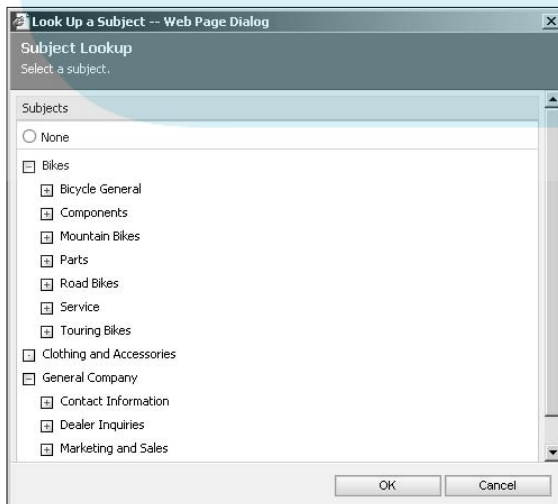 Look Up a Subject -- Web Page Dialog
Subject Lookup
Select a subject.
Subjects
None
Bikes
Bicycle General
Components
Mountain Bikes
Parts
Road Bikes
Service
Touring Bikes
Clothing and Accessories
General Company
Contact Information
Dealer Inquiries
Marketing and Sales
OK Cancel